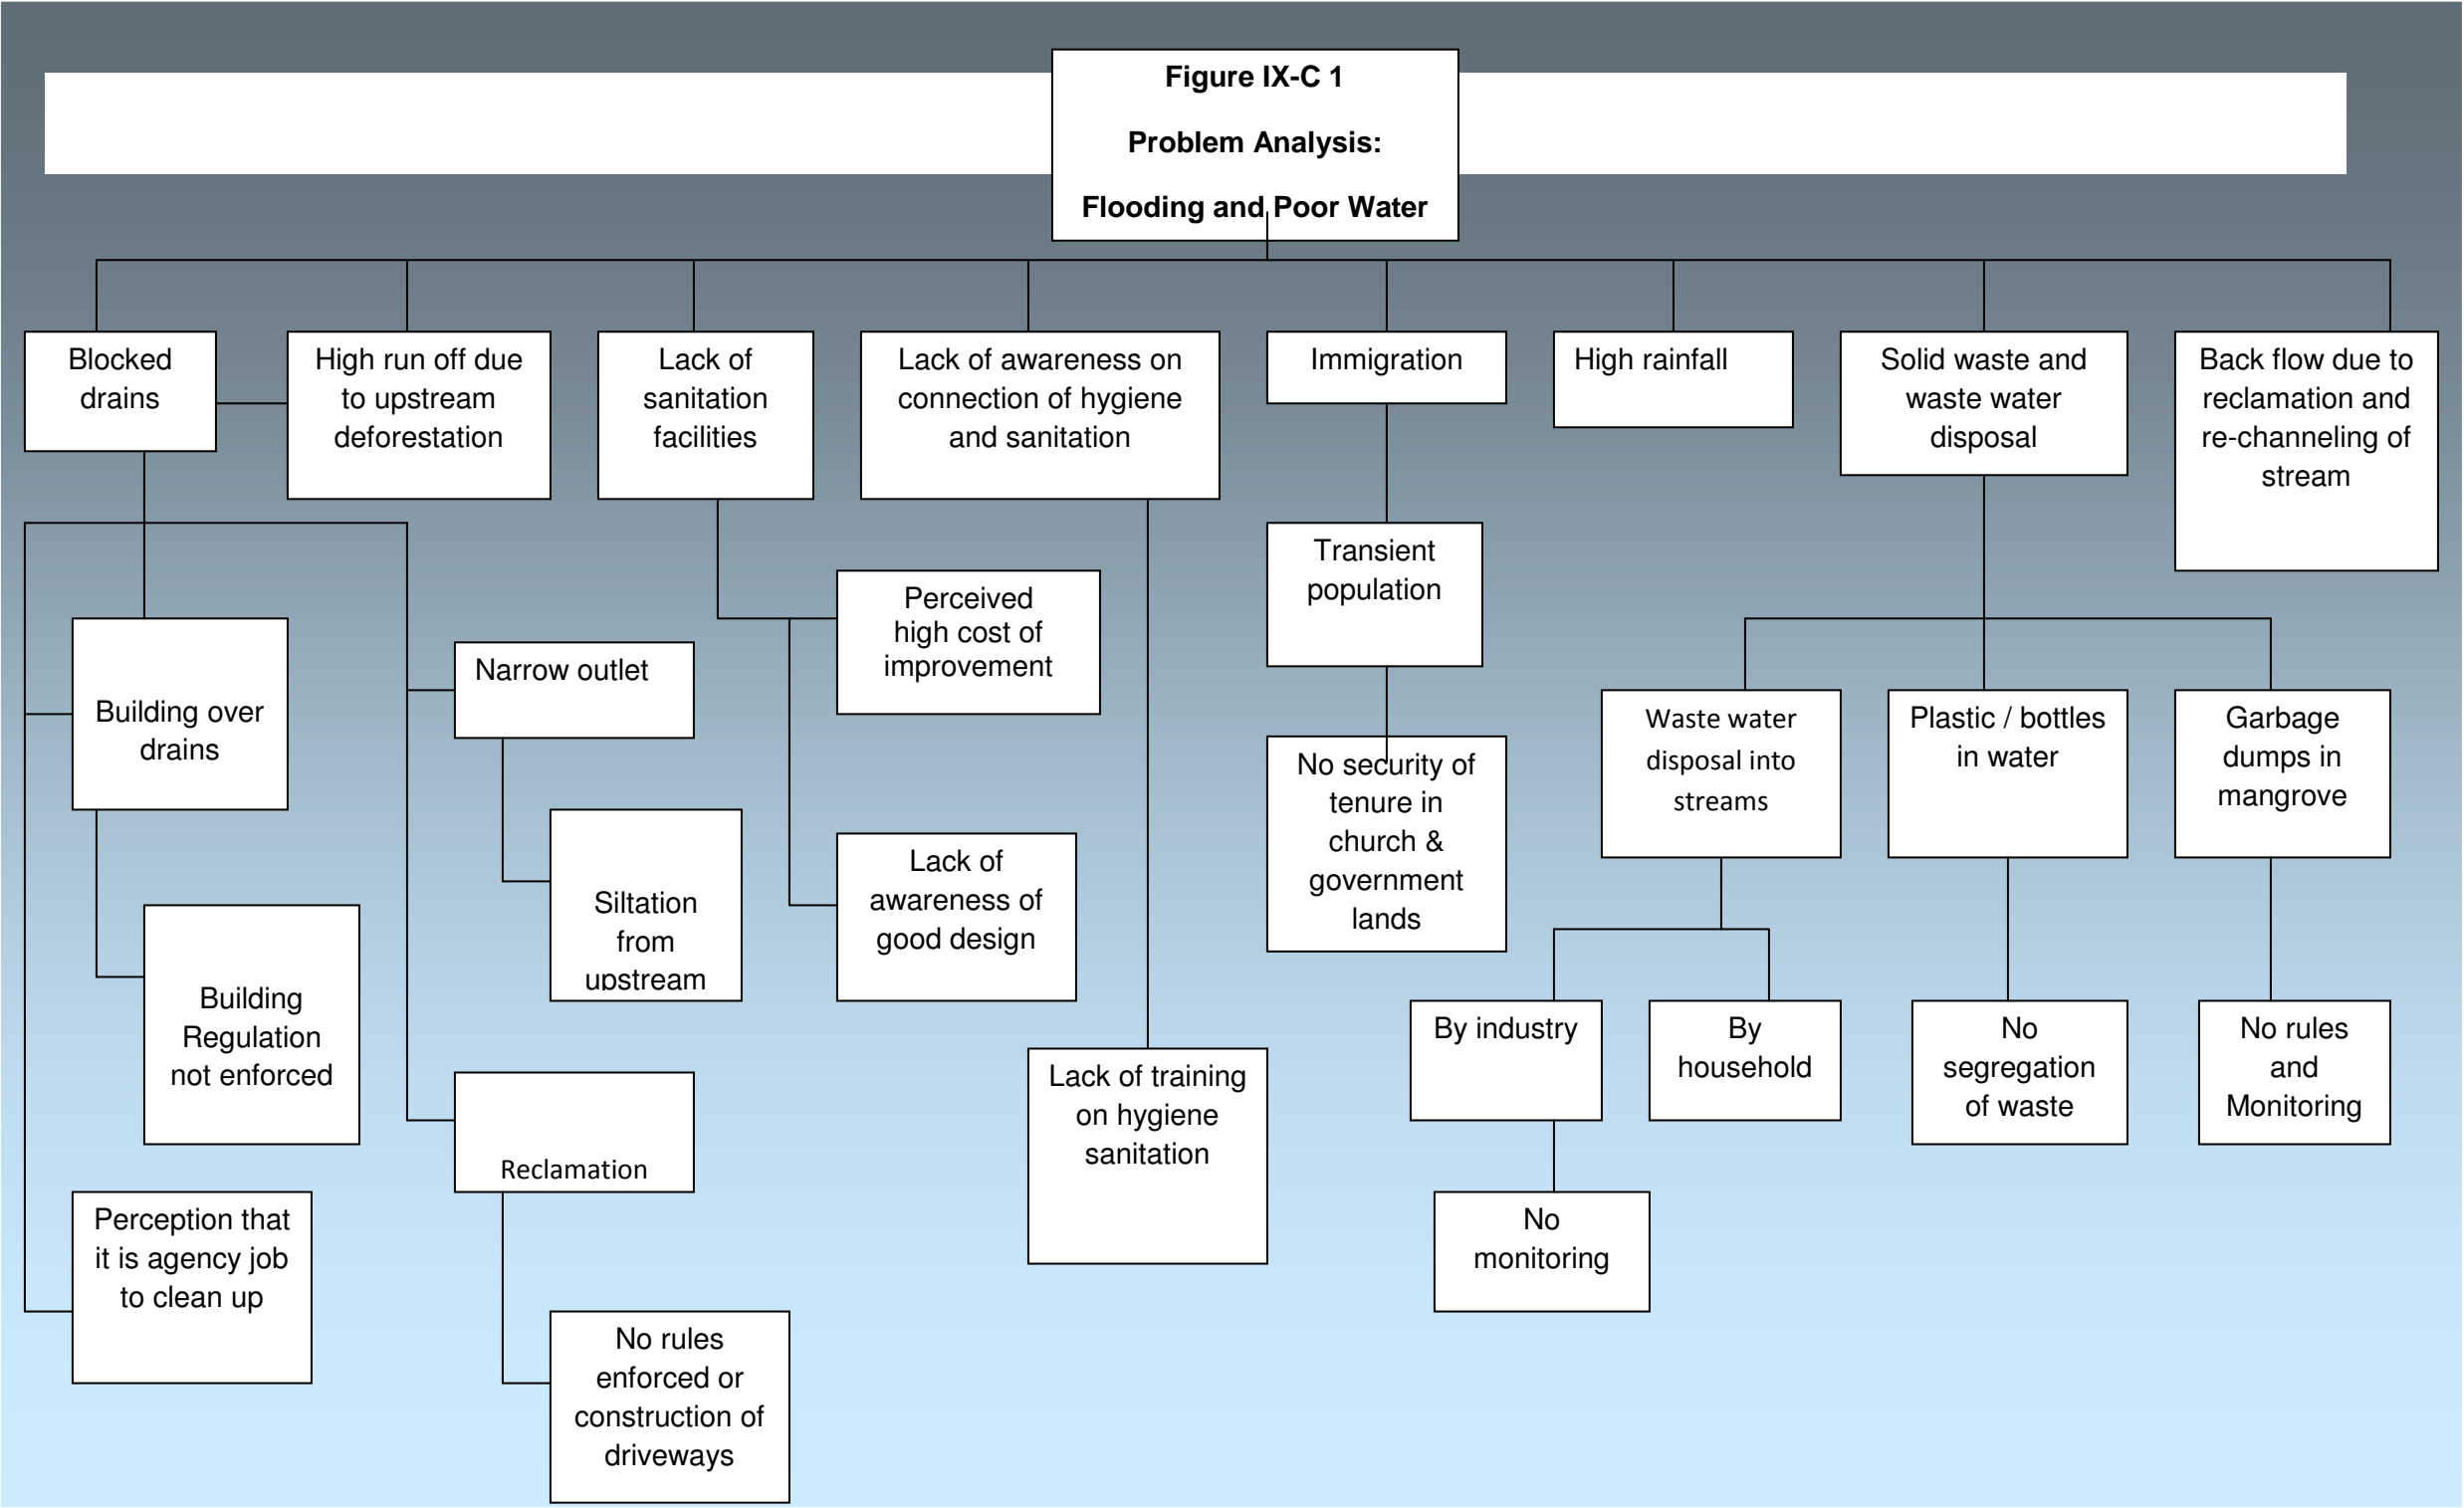 Figure IX-C 1
Problem Analysis:
Flooding and Poor Water
Blocked
drains
High run off due
to upstream
deforestation
Lack of
sanitation
facilities
Lack of awareness on
connection of hygiene
and sanitation
Immigration
High rainfall
Solid waste and
waste water
disposal
Back flow due to
reclamation and
re-channeling of
stream
Transient
population
Perceived
high cost of
improvement
Narrow outlet
Building over
drains
Waste water
disposal into
streams
Plastic / bottles
in water
Garbage
dumps in
mangrove
No security of
tenure in
church &
government
lands
Lack of
awareness of
good design
Siltation
from
upstream
Building
Regulation
not enforced
By industry
By
household
No
segregation
of waste
No rules
and
Monitoring
Lack of training
on hygiene
sanitation
Reclamation
Perception that
it is agency job
to clean up
No
monitoring
No rules
enforced or
construction of
driveways